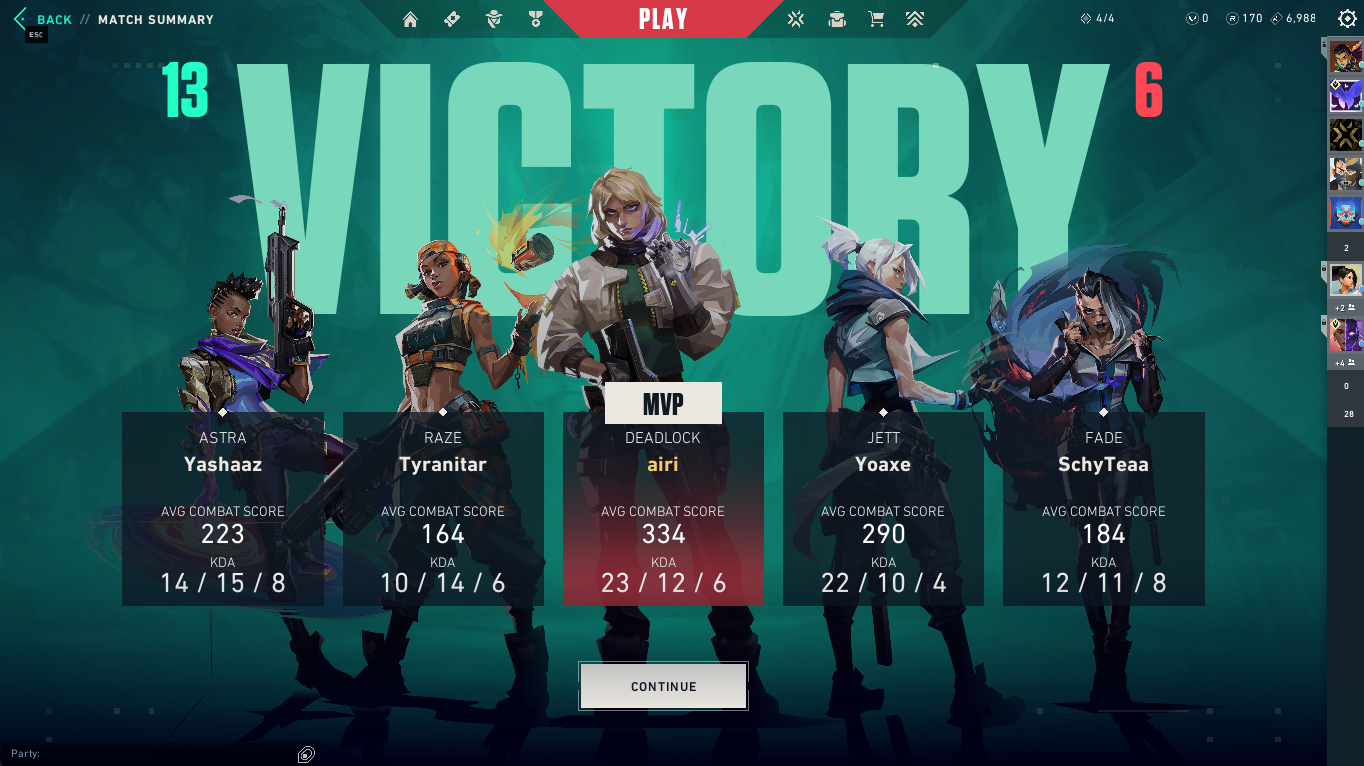 BACK // MATCH SUMMARY
ESC
PLAY
4/4
0
170
6,988
13
VICTORY
6
2
+2
+4
0
28
MVP
ASTRA
Yashaaz
AVG COMBAT SCORE
223
KDA
14 / 15 / 8
RAZE
Tyranitar
AVG COMBAT SCORE
164
KDA
10 / 14 / 6
DEADLOCK
airi
AVG COMBAT SCORE
334
KDA
23 / 12 / 6
JETT
Yoaxe
AVG COMBAT SCORE
290
KDA
22 / 10 / 4
FADE
SchyTeaa
AVG COMBAT SCORE
184
KDA
12 / 11 / 8
CONTINUE
Party: